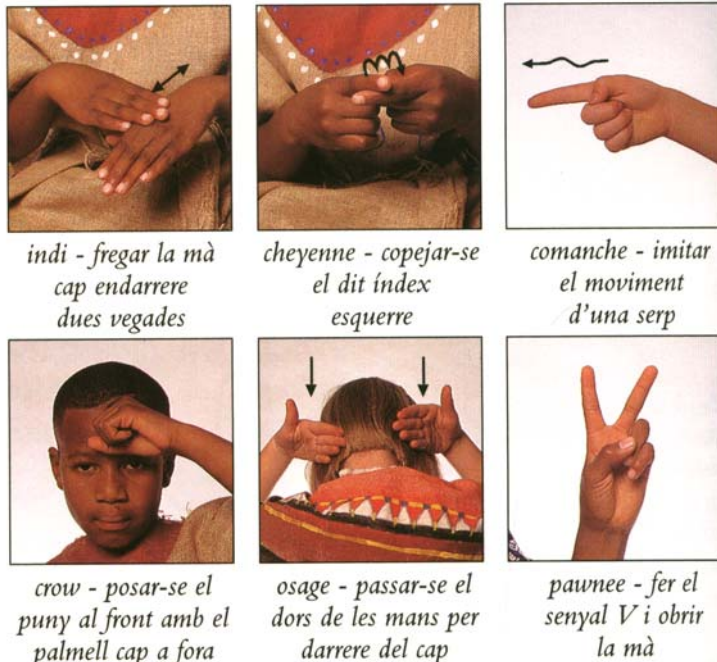 indi - fregar la mà
cap endarrere
dues vegades
cheyenne - copejar-se
el dit índex
esquerre
comanche - imitar
el moviment
d'una serp
crow - posar-se el
puny al front amb el
palmell cap a fora
osage - passar-se el
dors de les mans per
darrere del cap
pawnee - fer el
senyal V i obrir
la mà